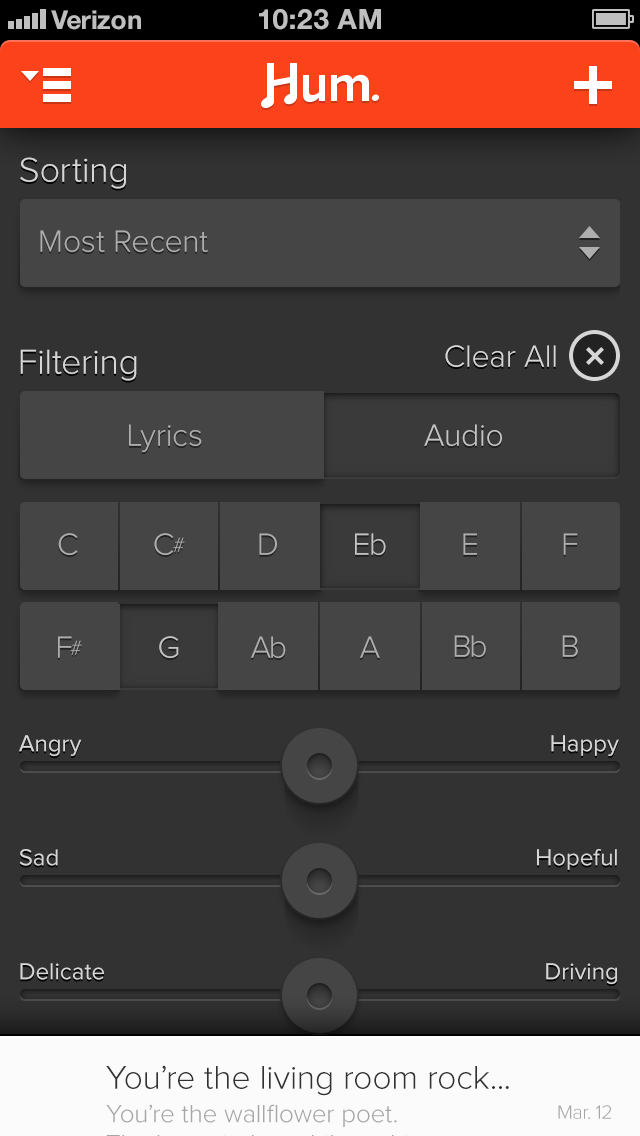 Verizon 10:23 AM
Hum.
Sorting
Most Recent
Filtering Clear All
Lyrics Audio
C C# D Eb E F
F# G Ab A Bb B
Angry Happy
Sad Hopeful
Delicate Driving
You're the living room rock...
You're the wallflower poet. Mar. 12